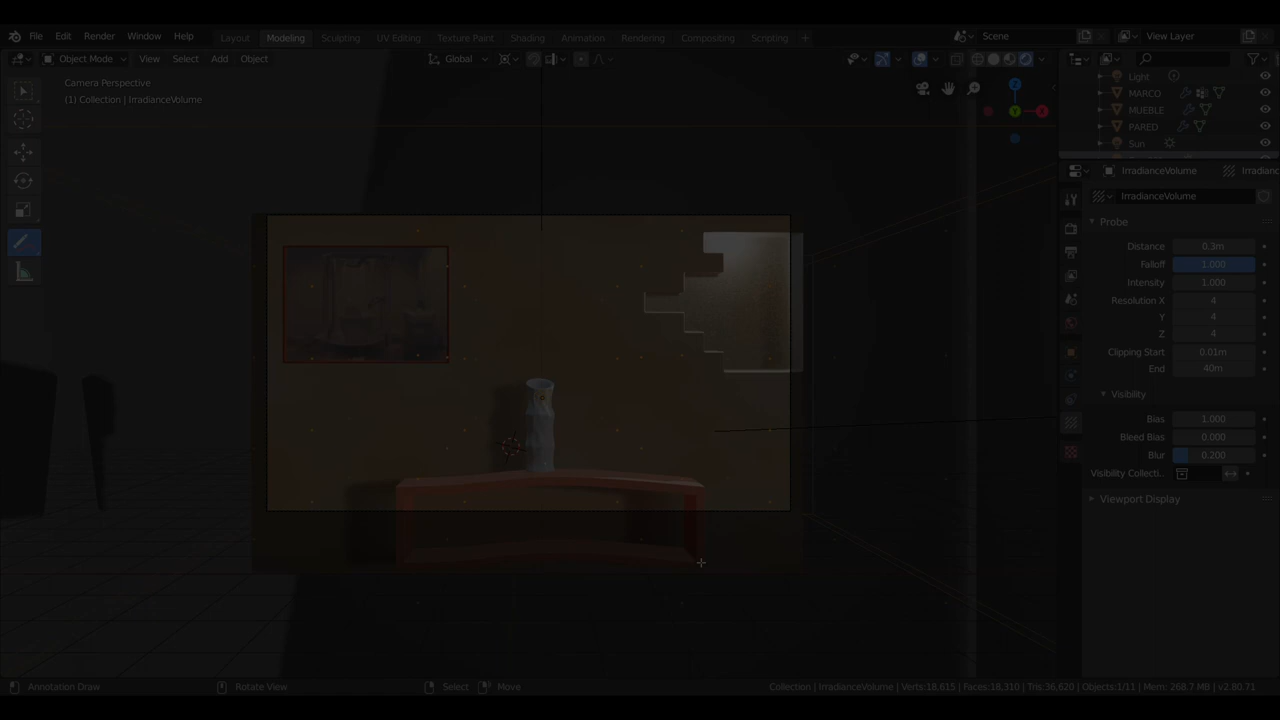 File Edit Render Window Help
Layout Modeling Sculpting UV Editing Texture Paint Shading Animation Rendering Compositing Scripting +
Scene
View Layer
Object Mode View Select Add Object
Global
Camera Perspective
(1) Collection | IrradianceVolume
Light
MARCO
MUEBLE
PARED
Sun
IrradianceVolume
Irradianc
IrradianceVolume
Probe
Distance 0.3m
Falloff 1.000
Intensity 1.000
Resolution X 4
Y 4
Z 4
Clipping Start 0.01m
End 40m
Visibility
Bias 1.000
Bleed Bias 0.000
Blur 0.200
Visibility Collecti..
Viewport Display
Annotation Draw
Rotate View
Select
Move
Collection | IrradianceVolume | Verts:18,615 | Faces:18,310 | Tris:36,620 | Objects:1/11 | Mem: 268.7 MB | v2.80.71